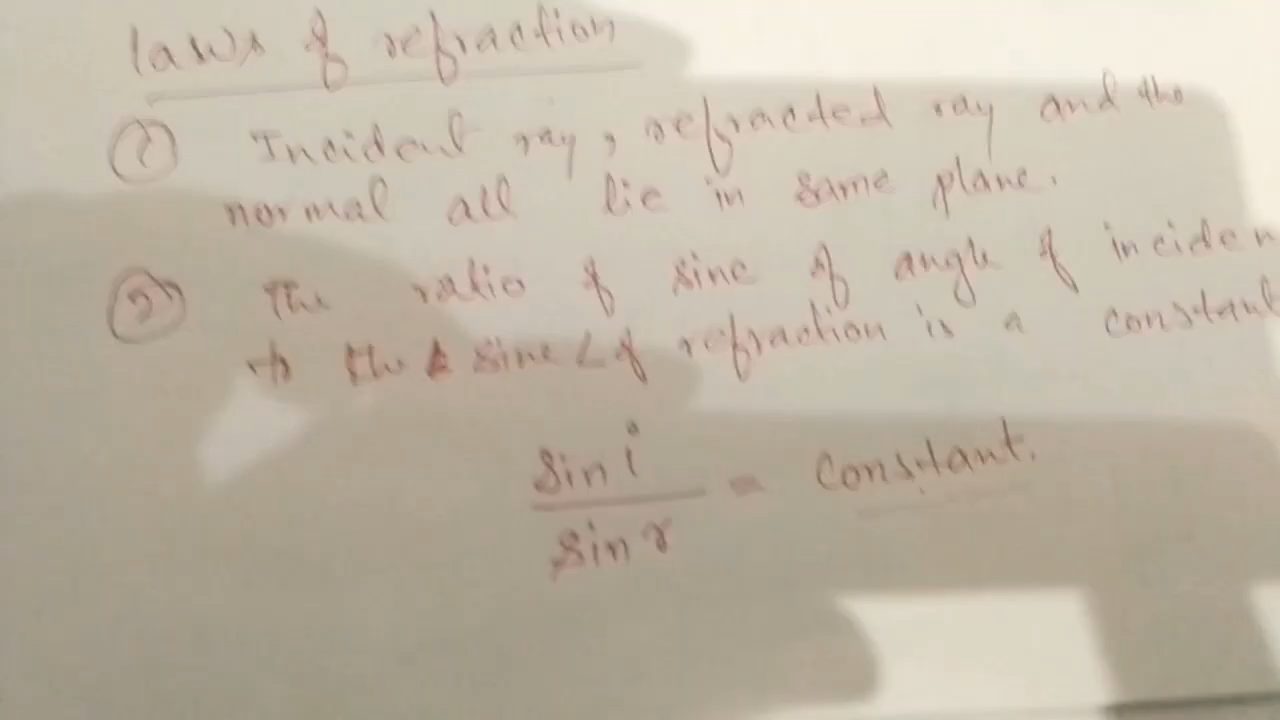 laws of refraction
① Incident ray, refracted ray and the
normal all lie in same plane.
② The ratio of sine of angle of inciden
to the sine ∠ of refraction is a constant
sin i
sin r
= constant.